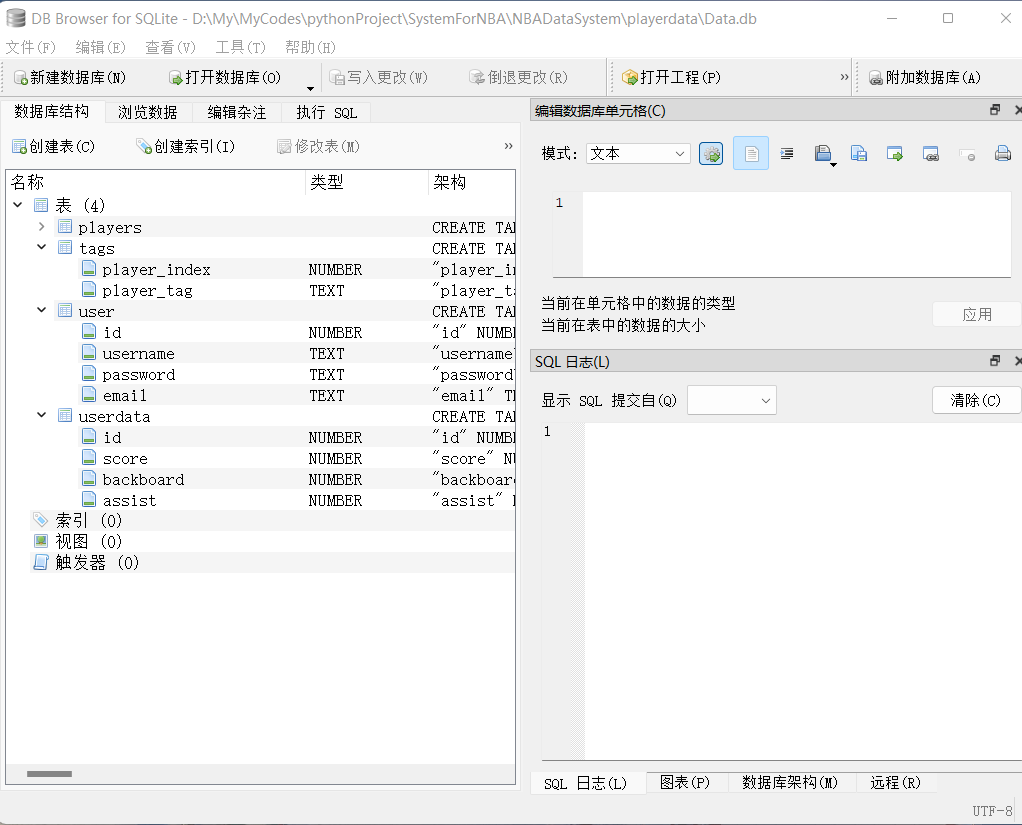 DB Browser for SQLite - D:\My\MyCodes\pythonProject\SystemForNBA\NBADataSystem\playerdata\Data.db
文件(F) 编辑(E) 查看(V) 工具(T) 帮助(H)
新建数据库(N) 打开数据库(O) 写入更改(W) 倒退更改(R) 打开工程(P) » 附加数据库(A)
数据库结构 浏览数据 编辑杂注 执行 SQL
创建表(C) 创建索引(I) 修改表(M) »
名称 类型 架构
表 (4)
players CREATE TAI
tags CREATE TAI
player_index NUMBER "player_in
player_tag TEXT "player_ta
user CREATE TAI
id NUMBER "id" NUMB
username TEXT "username"
password TEXT "password
email TEXT "email" TE
userdata CREATE TAI
id NUMBER "id" NUMB
score NUMBER "score" NU
backboard NUMBER "backboar
assist NUMBER "assist" N
索引 (0)
视图 (0)
触发器 (0)
编辑数据库单元格(C)
模式: 文本
1
当前在单元格中的数据的类型
当前在表中的数据的大小
应用
SQL 日志(L)
显示 SQL 提交自(Q) 清除(C)
1
SQL 日志(L) 图表(P) 数据库架构(M) 远程(R)
UTF-8